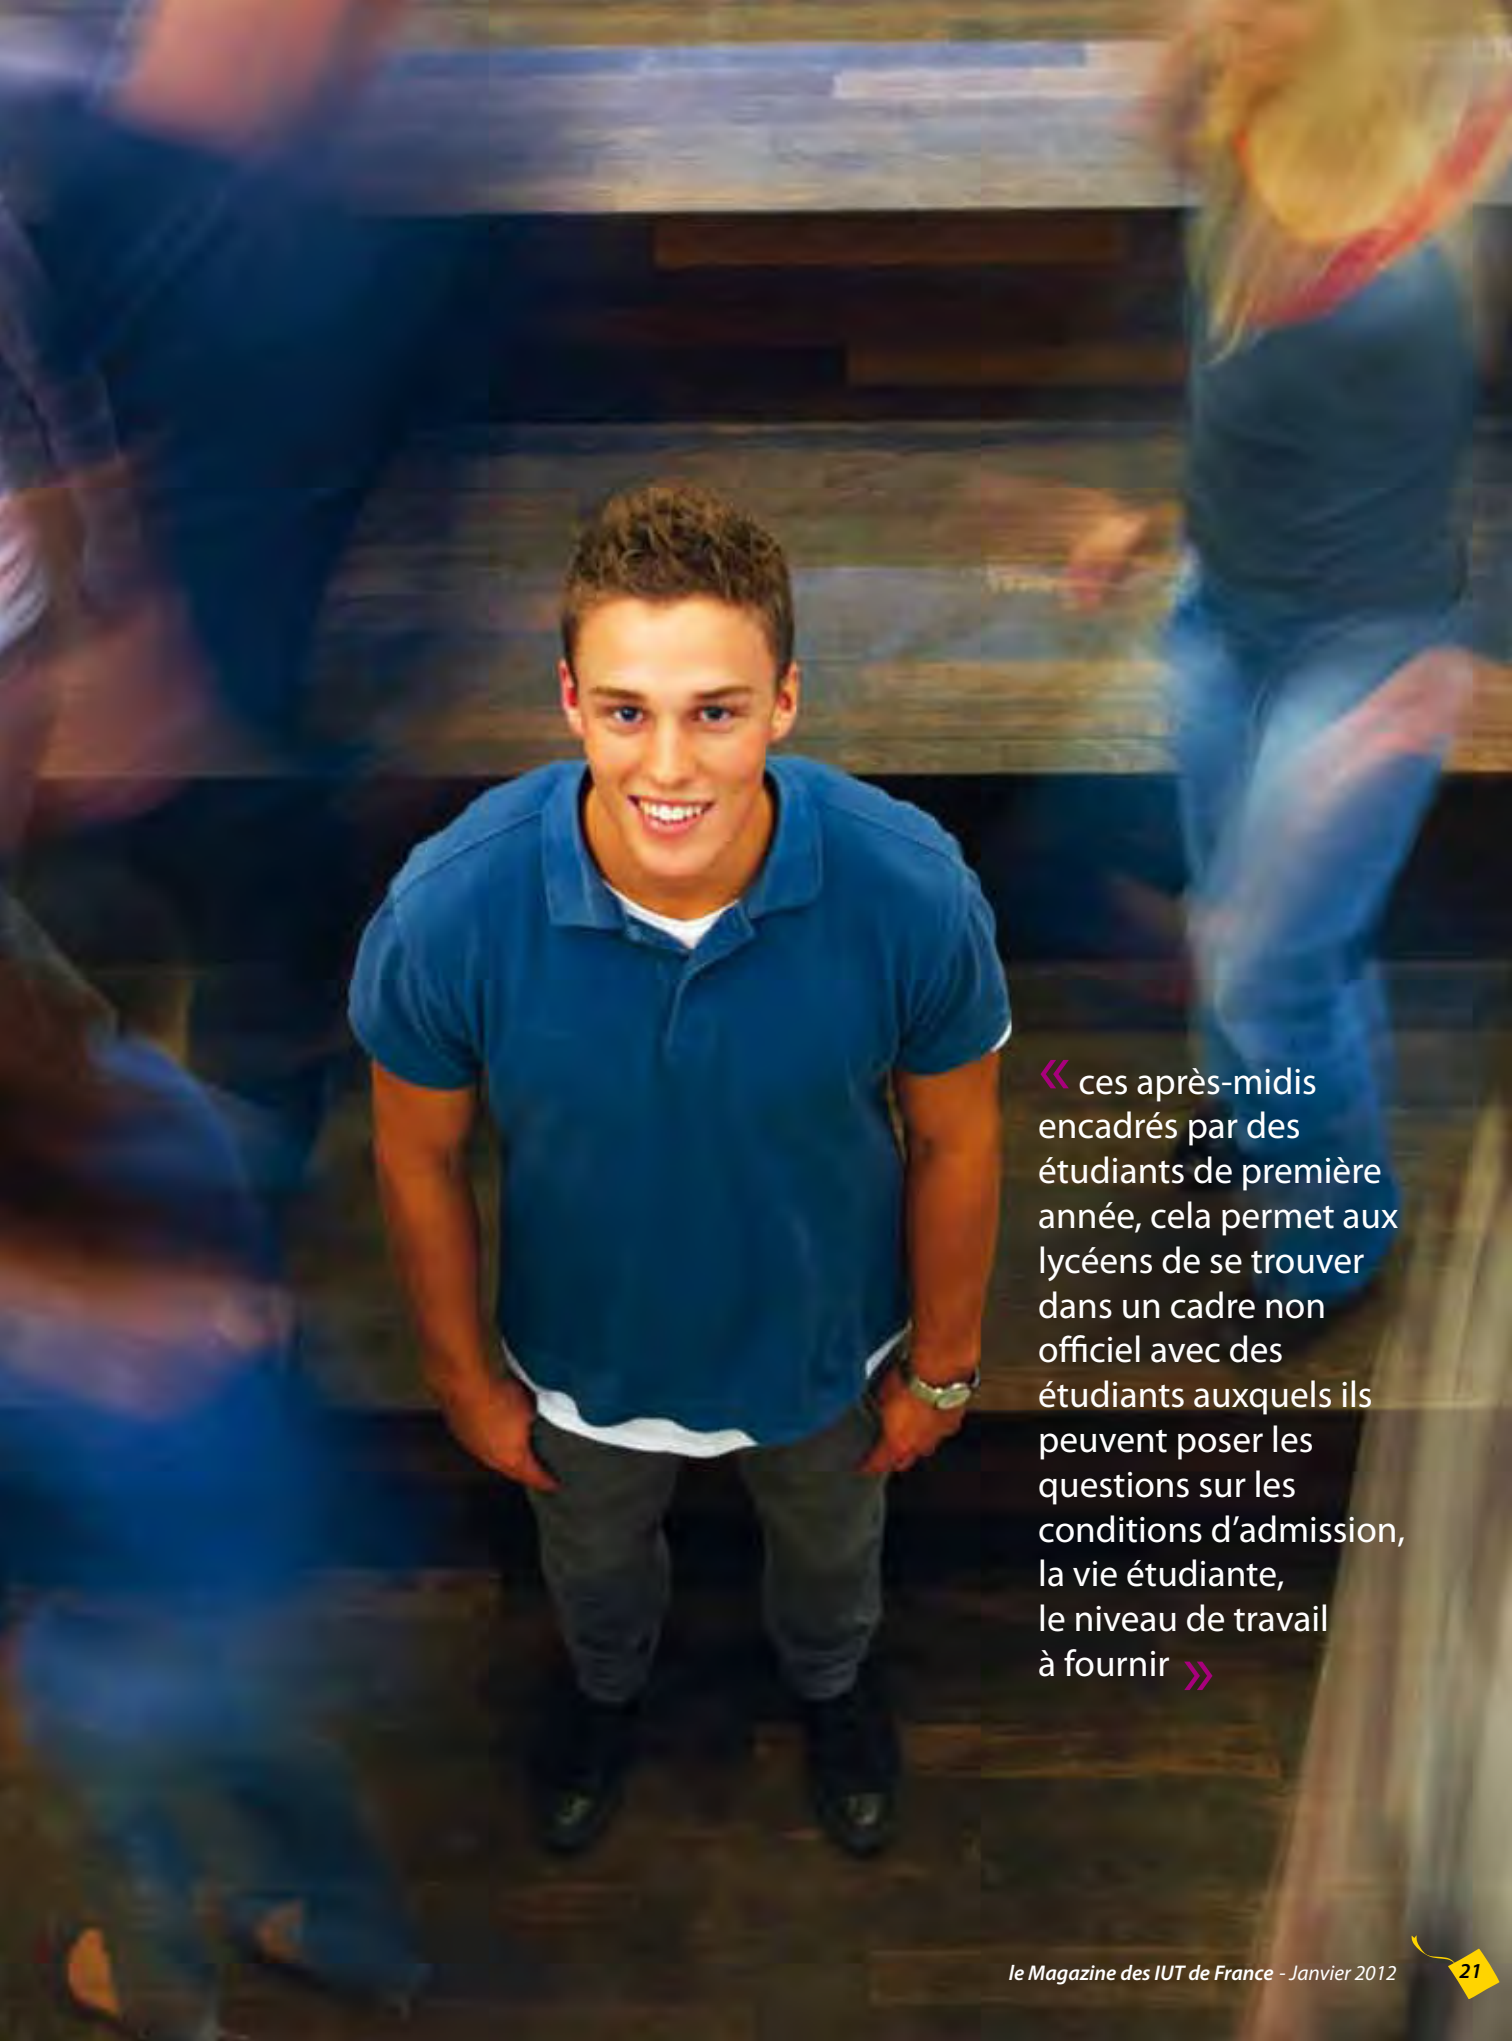 « ces après-midis
encadrés par des
étudiants de première
année, cela permet aux
lycéens de se trouver
dans un cadre non
officiel avec des
étudiants auxquels ils
peuvent poser les
questions sur les
conditions d’admission,
la vie étudiante,
le niveau de travail
à fournir »
le Magazine des IUT de France - Janvier 2012
21